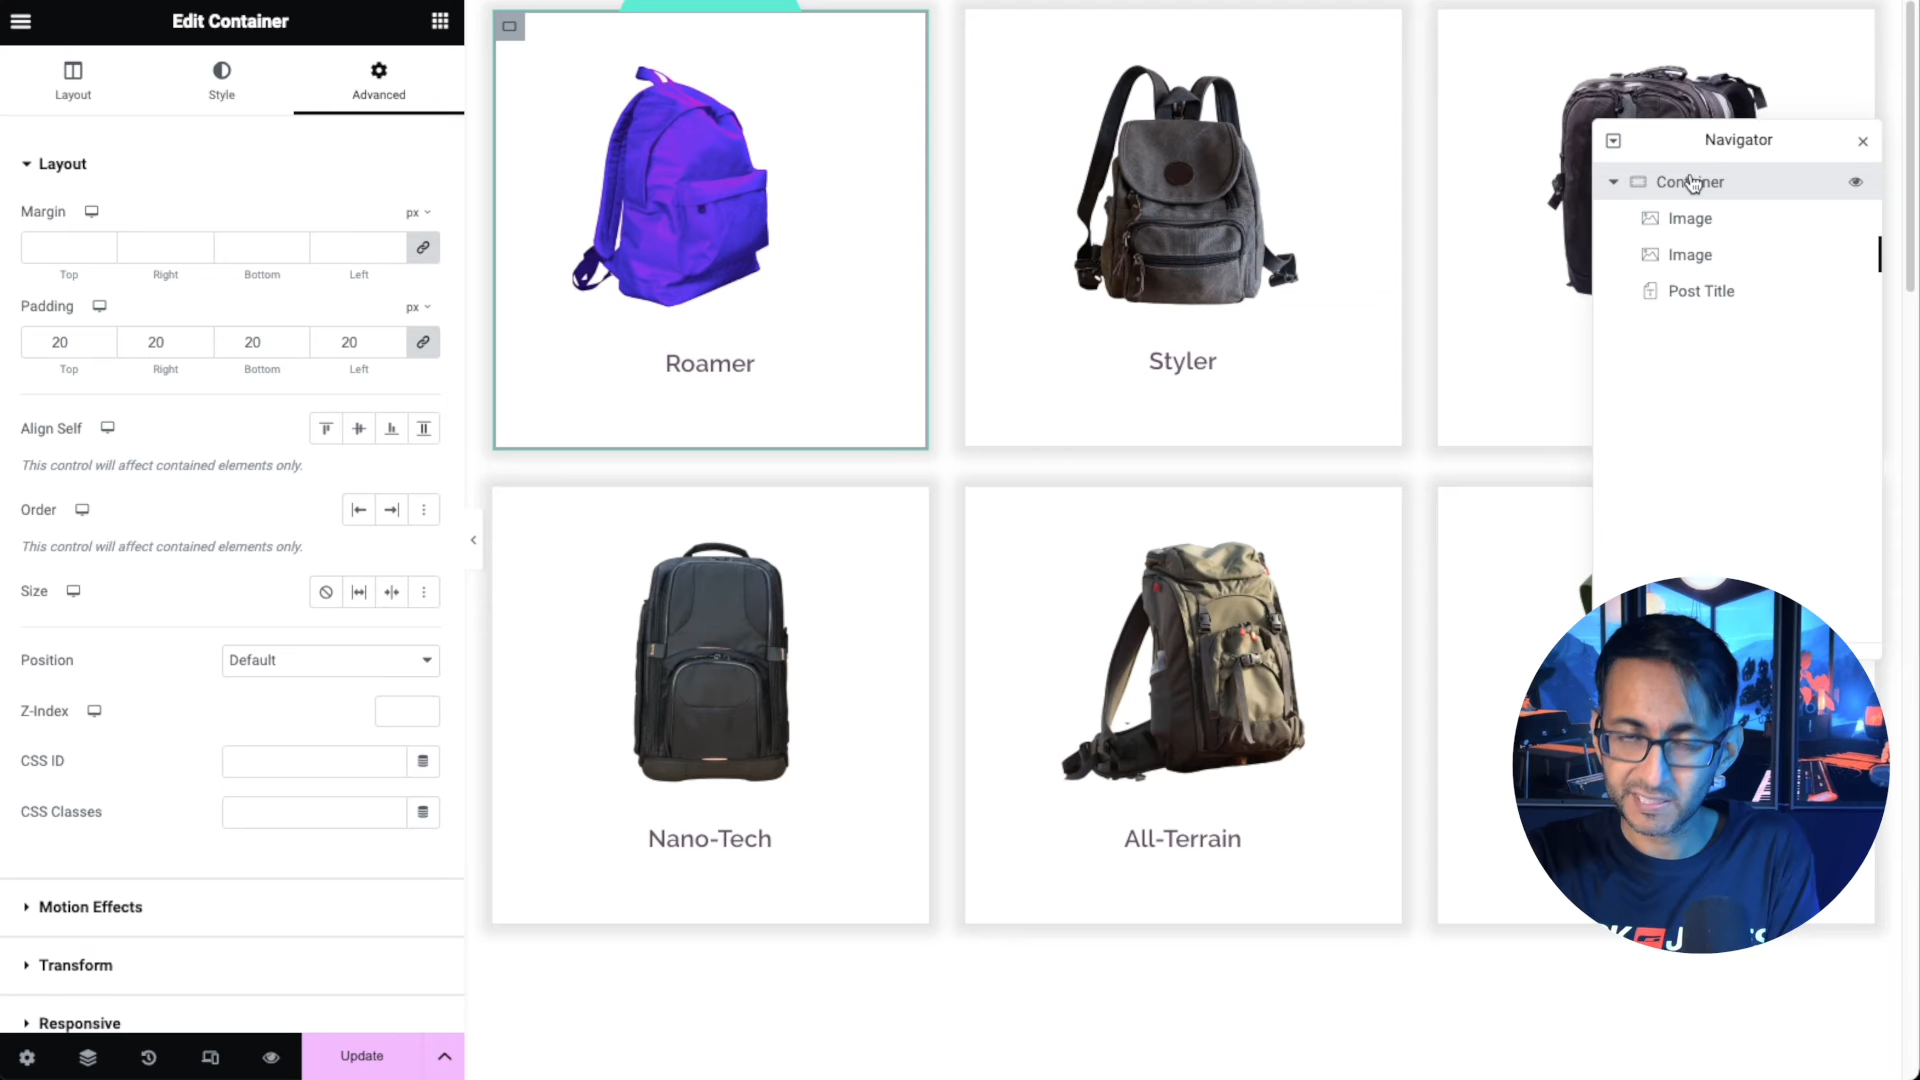 Edit Container
Layout
Style
Advanced
Layout
Margin
px
Top
Right
Bottom
Left
Padding
px
20
20
20
20
Top
Right
Bottom
Left
Align Self
This control will affect contained elements only.
Order
This control will affect contained elements only.
Size
Position
Default
Z-Index
CSS ID
CSS Classes
Motion Effects
Transform
Responsive
Update
Roamer
Styler
Nano-Tech
All-Terrain
Navigator
Container
Image
Image
Post Title